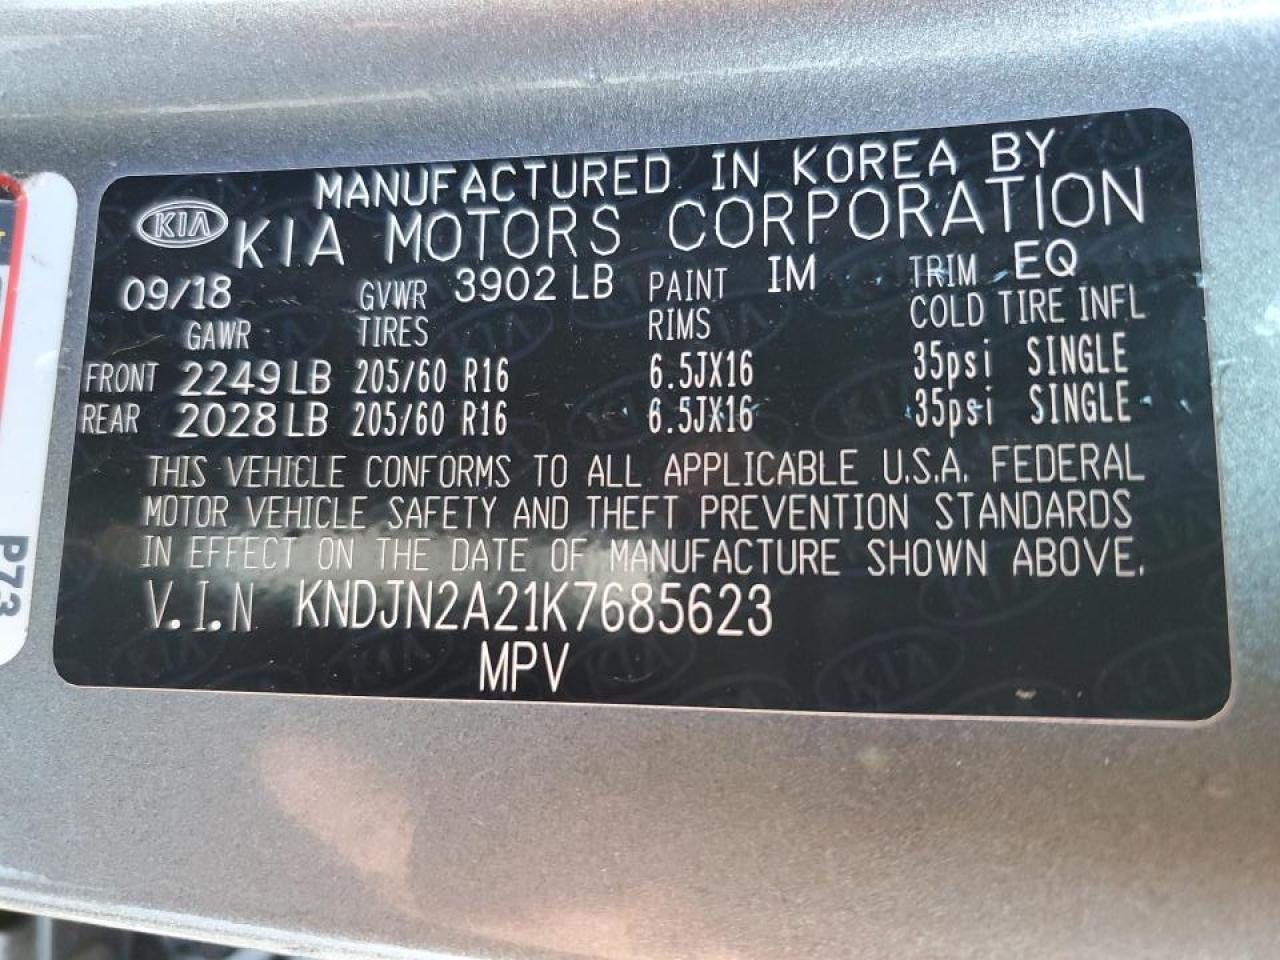 MANUFACTURED IN KOREA BY
KIA KIA MOTORS CORPORATION
09/18 GVWR 3902 LB PAINT IM TRIM EQ
GAWR TIRES RIMS COLD TIRE INFL
FRONT 2249 LB 205/60 R16 6.5JX16 35psi SINGLE
REAR 2028 LB 205/60 R16 6.5JX16 35psi SINGLE
THIS VEHICLE CONFORMS TO ALL APPLICABLE U.S.A. FEDERAL
MOTOR VEHICLE SAFETY AND THEFT PREVENTION STANDARDS
IN EFFECT ON THE DATE OF MANUFACTURE SHOWN ABOVE.
V.I.N KNDJN2A21K7685623
MPV
P73